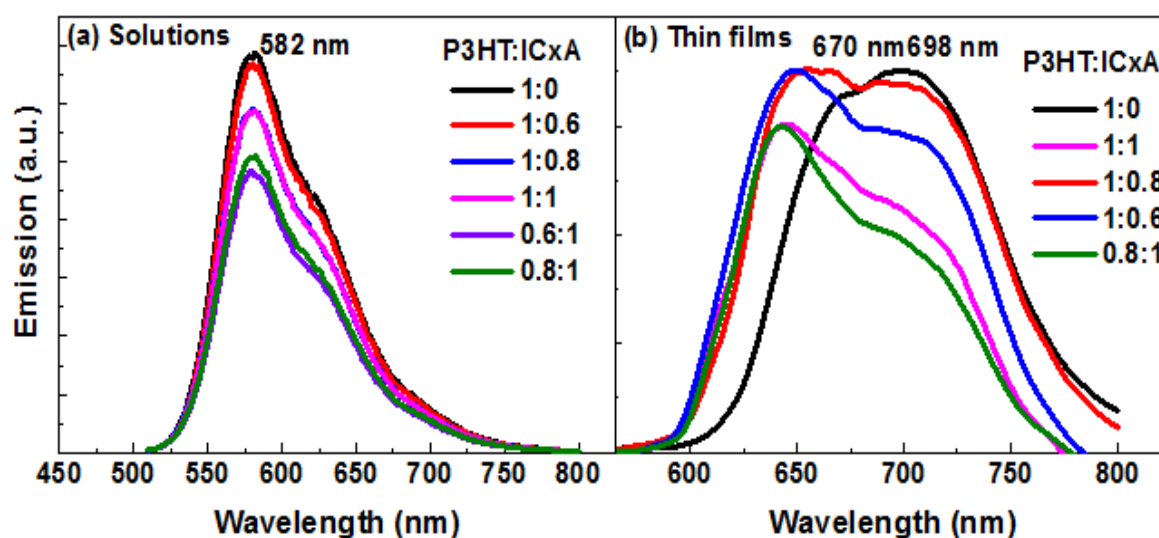 (a) Solutions
582 nm
P3HT:ICxA
1:0
1:0.6
1:0.8
1:1
0.6:1
0.8:1
Emission (a.u.)
450 500 550 600 650 700 750 800
Wavelength (nm)
(b) Thin films
670 nm 698 nm
P3HT:ICxA
1:0
1:1
1:0.8
1:0.6
0.8:1
600 650 700 750 800
Wavelength (nm)